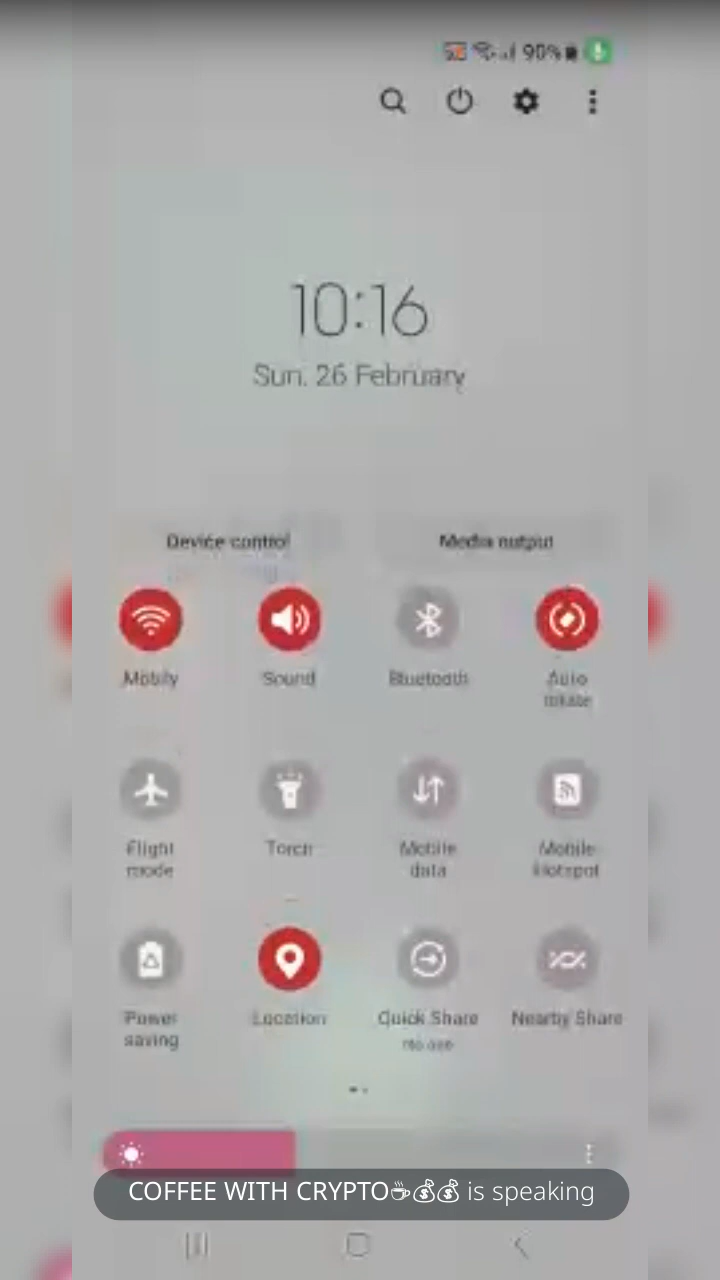 90%
10:16
Sun. 26 February
Device control
Media output
Mobily
Sound
Bluetooth
Auto
rotate
Flight
mode
Torch
Mobile
data
Mobile
Hotspot
Power
saving
Location
Quick Share
Nearby Share
COFFEE WITH CRYPTO☕💰💰 is speaking